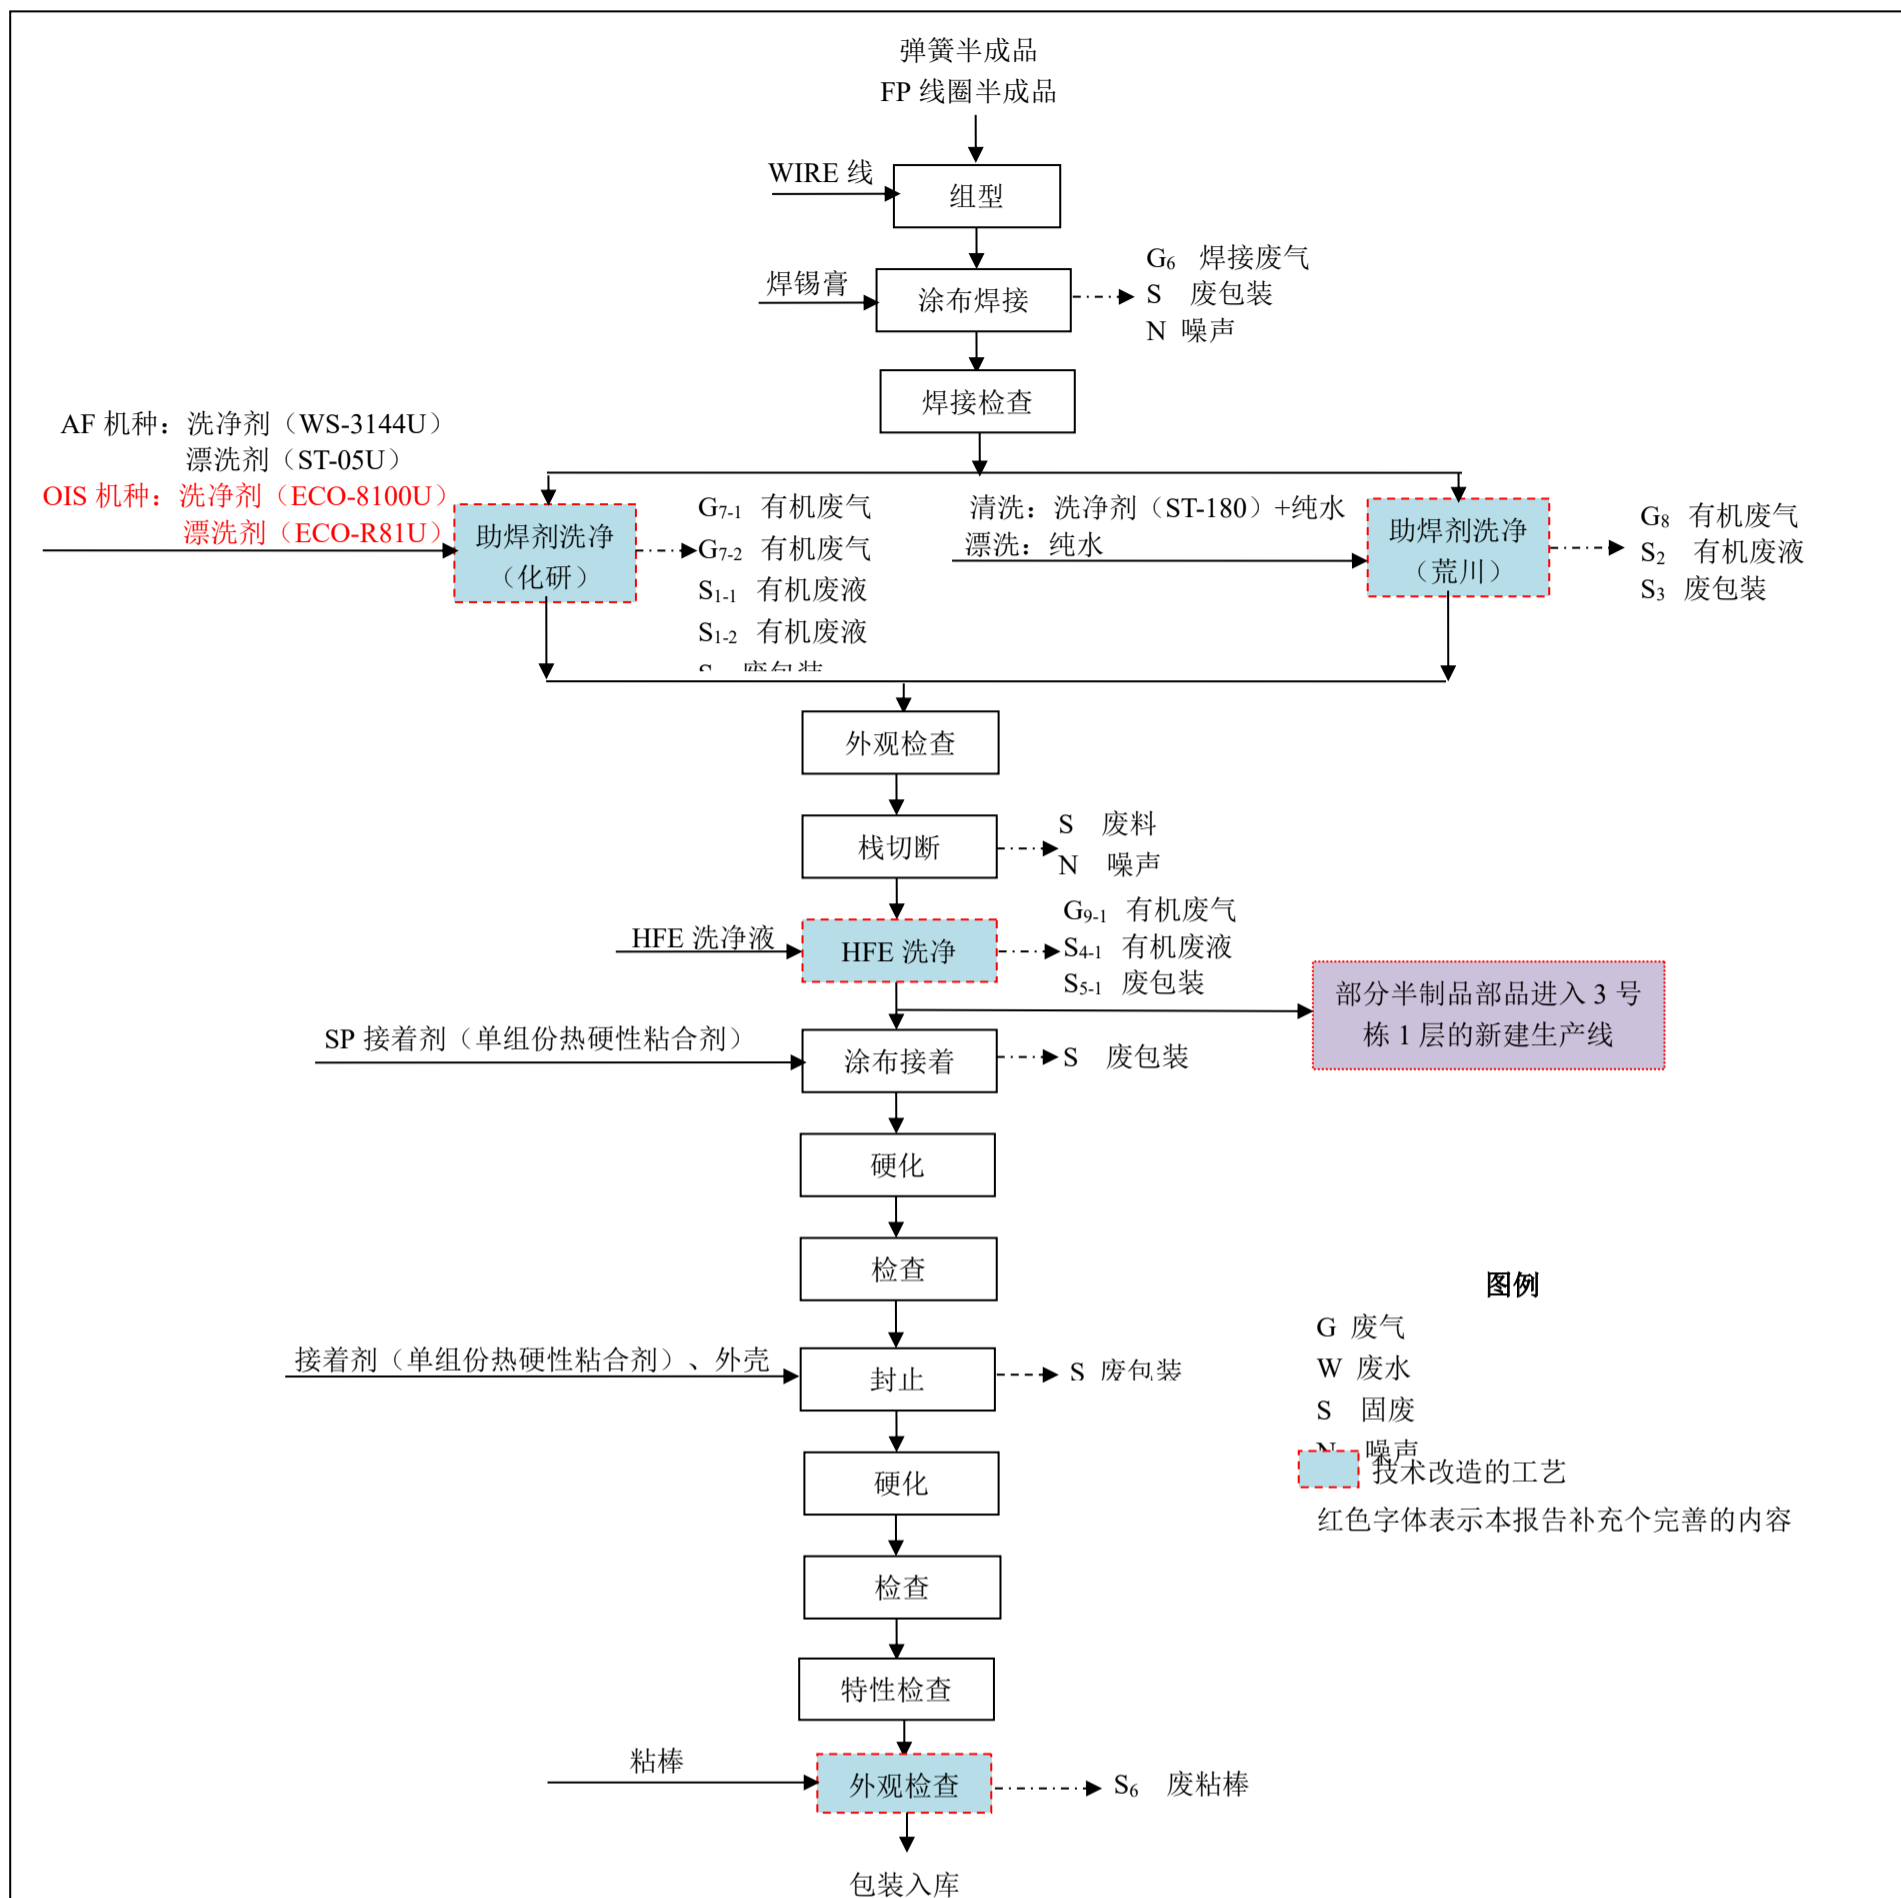 弹簧半成品
FP 线圈半成品
WIRE 线
组型
焊锡膏
涂布焊接
G6 焊接废气
S 废包装
N 噪声
焊接检查
AF 机种：洗净剂（WS-3144U）
漂洗剂（ST-05U）
OIS 机种：洗净剂（ECO-8100U）
漂洗剂（ECO-R81U）
助焊剂洗净
（化研）
G7-1 有机废气
G7-2 有机废气
S1-1 有机废液
S1-2 有机废液
废包装
清洗：洗净剂（ST-180）+纯水
漂洗：纯水
助焊剂洗净
（荒川）
G8 有机废气
S2 有机废液
S3 废包装
外观检查
栈切断
S 废料
N 噪声
HFE 洗净液
HFE 洗净
G9-1 有机废气
S4-1 有机废液
S5-1 废包装
部分半制品部品进入 3 号
栋 1 层的新建生产线
SP 接着剂（单组份热硬性粘合剂）
涂布接着
S 废包装
硬化
检查
接着剂（单组份热硬性粘合剂）、外壳
封止
S 废包装
硬化
检查
特性检查
粘棒
外观检查
S6 废粘棒
包装入库
图例
G 废气
W 废水
S 固废
N 噪声
技术改造的工艺
红色字体表示本报告补充个完善的内容